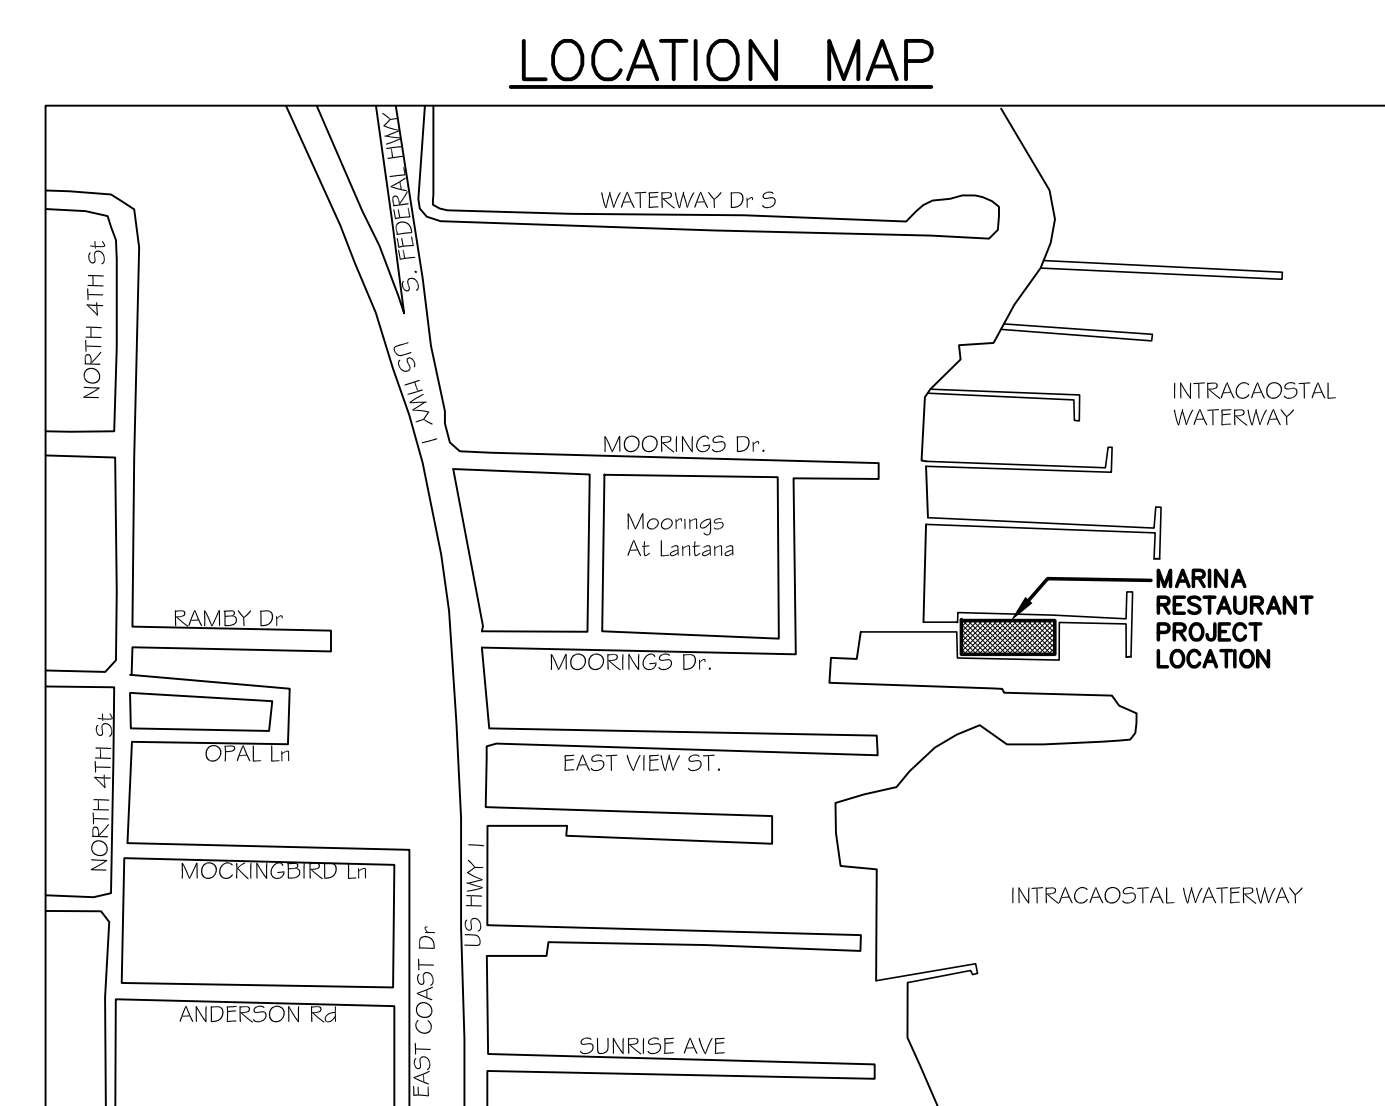 LOCATION MAP
S. FEDERAL HWY
WATERWAY Dr S
NORTH 4TH St
US HWY 1
INTRACAOSTAL
WATERWAY
MOORINGS Dr.
Moorings
At Lantana
MARINA
RESTAURANT
PROJECT
LOCATION
RAMBY Dr
MOORINGS Dr.
NORTH 4TH St
OPAL Ln
EAST VIEW ST.
MOCKINGBIRD Ln
US HWY 1
INTRACAOSTAL WATERWAY
EAST COAST Dr
ANDERSON Rd
SUNRISE AVE